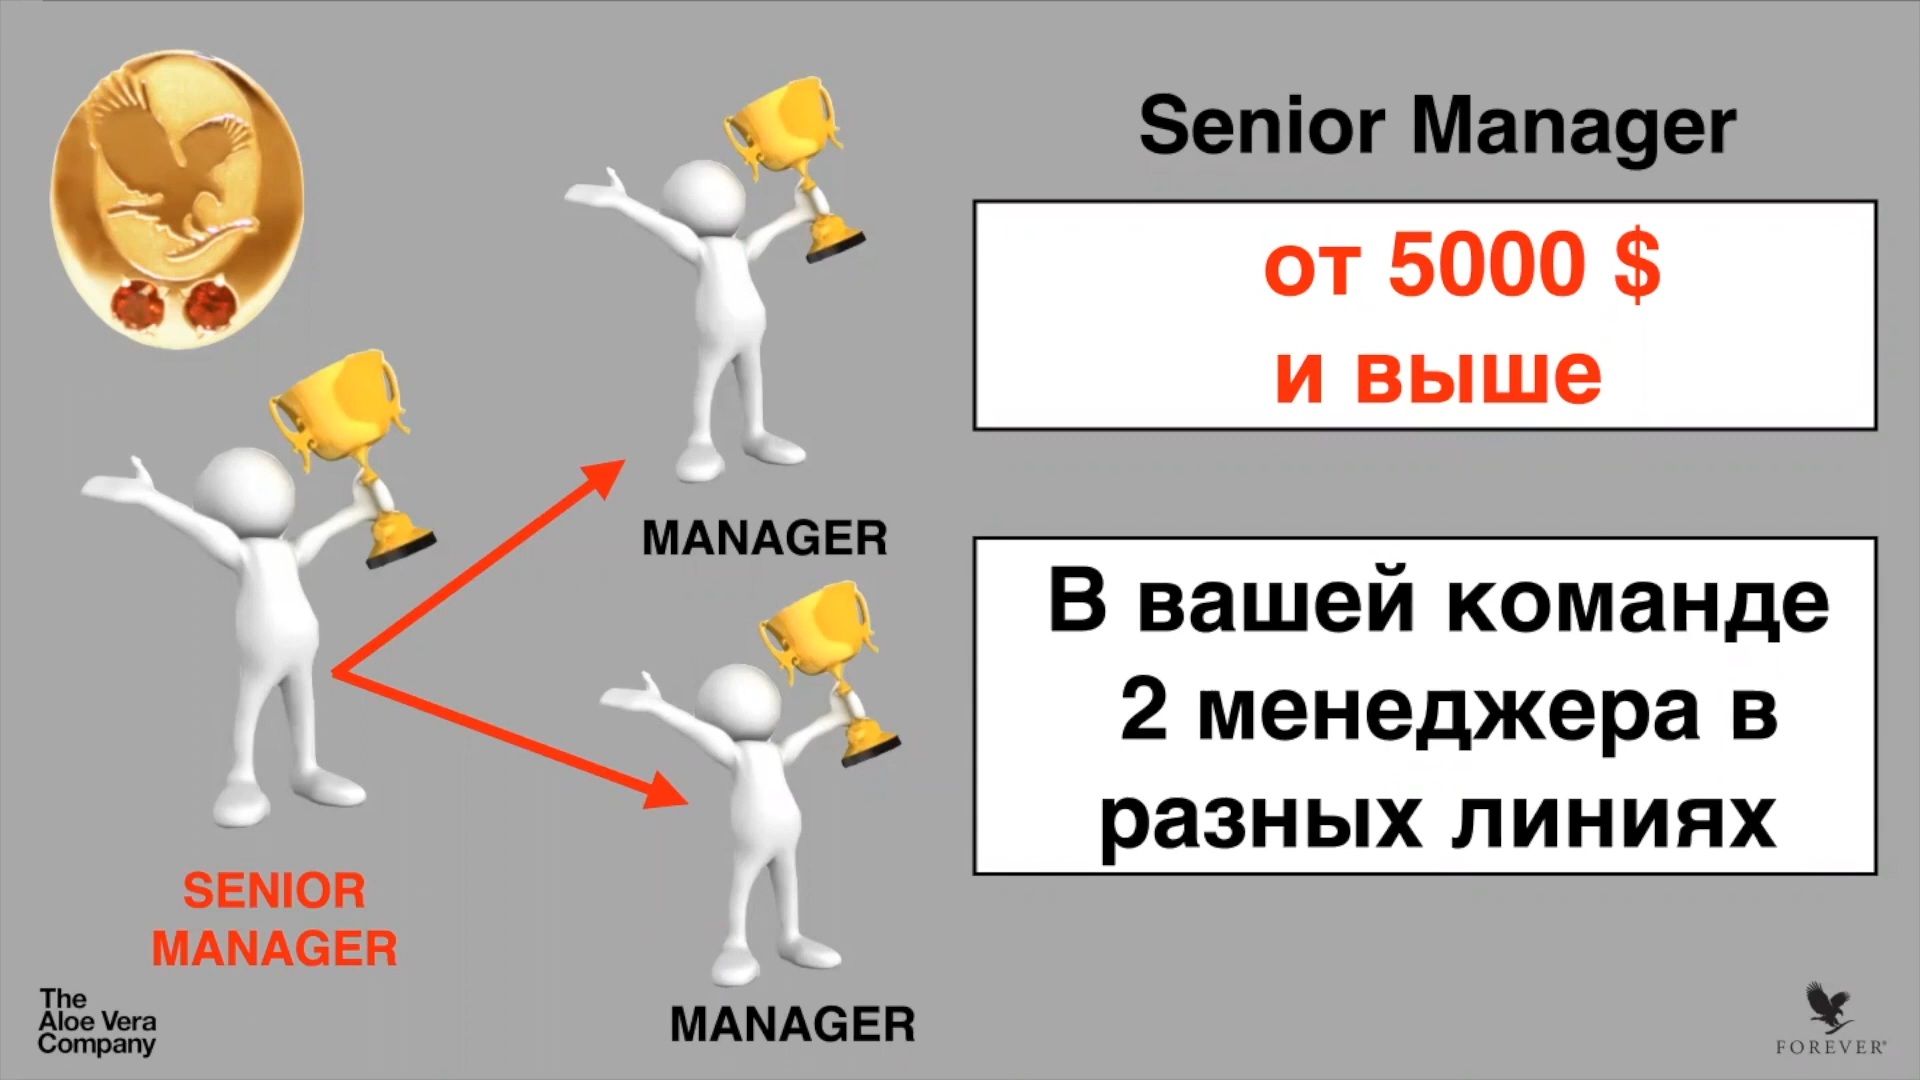 Senior Manager
от 5000 $
и выше
MANAGER
В вашей команде
2 менеджера в
разных линиях
SENIOR
MANAGER
MANAGER
The
Aloe Vera
Company
FOREVER®